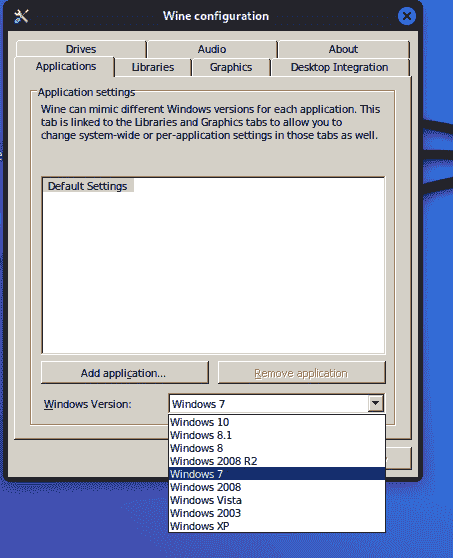 Wine configuration
Drives
Audio
About
Applications
Libraries
Graphics
Desktop Integration
Application settings
Wine can mimic different Windows versions for each application. This
tab is linked to the Libraries and Graphics tabs to allow you to
change system-wide or per-application settings in those tabs as well.
Default Settings
Add application...
Remove application
Windows Version:
Windows 7
Windows 10
Windows 8.1
Windows 8
Windows 2008 R2
Windows 7
Windows 2008
Windows Vista
Windows 2003
Windows XP